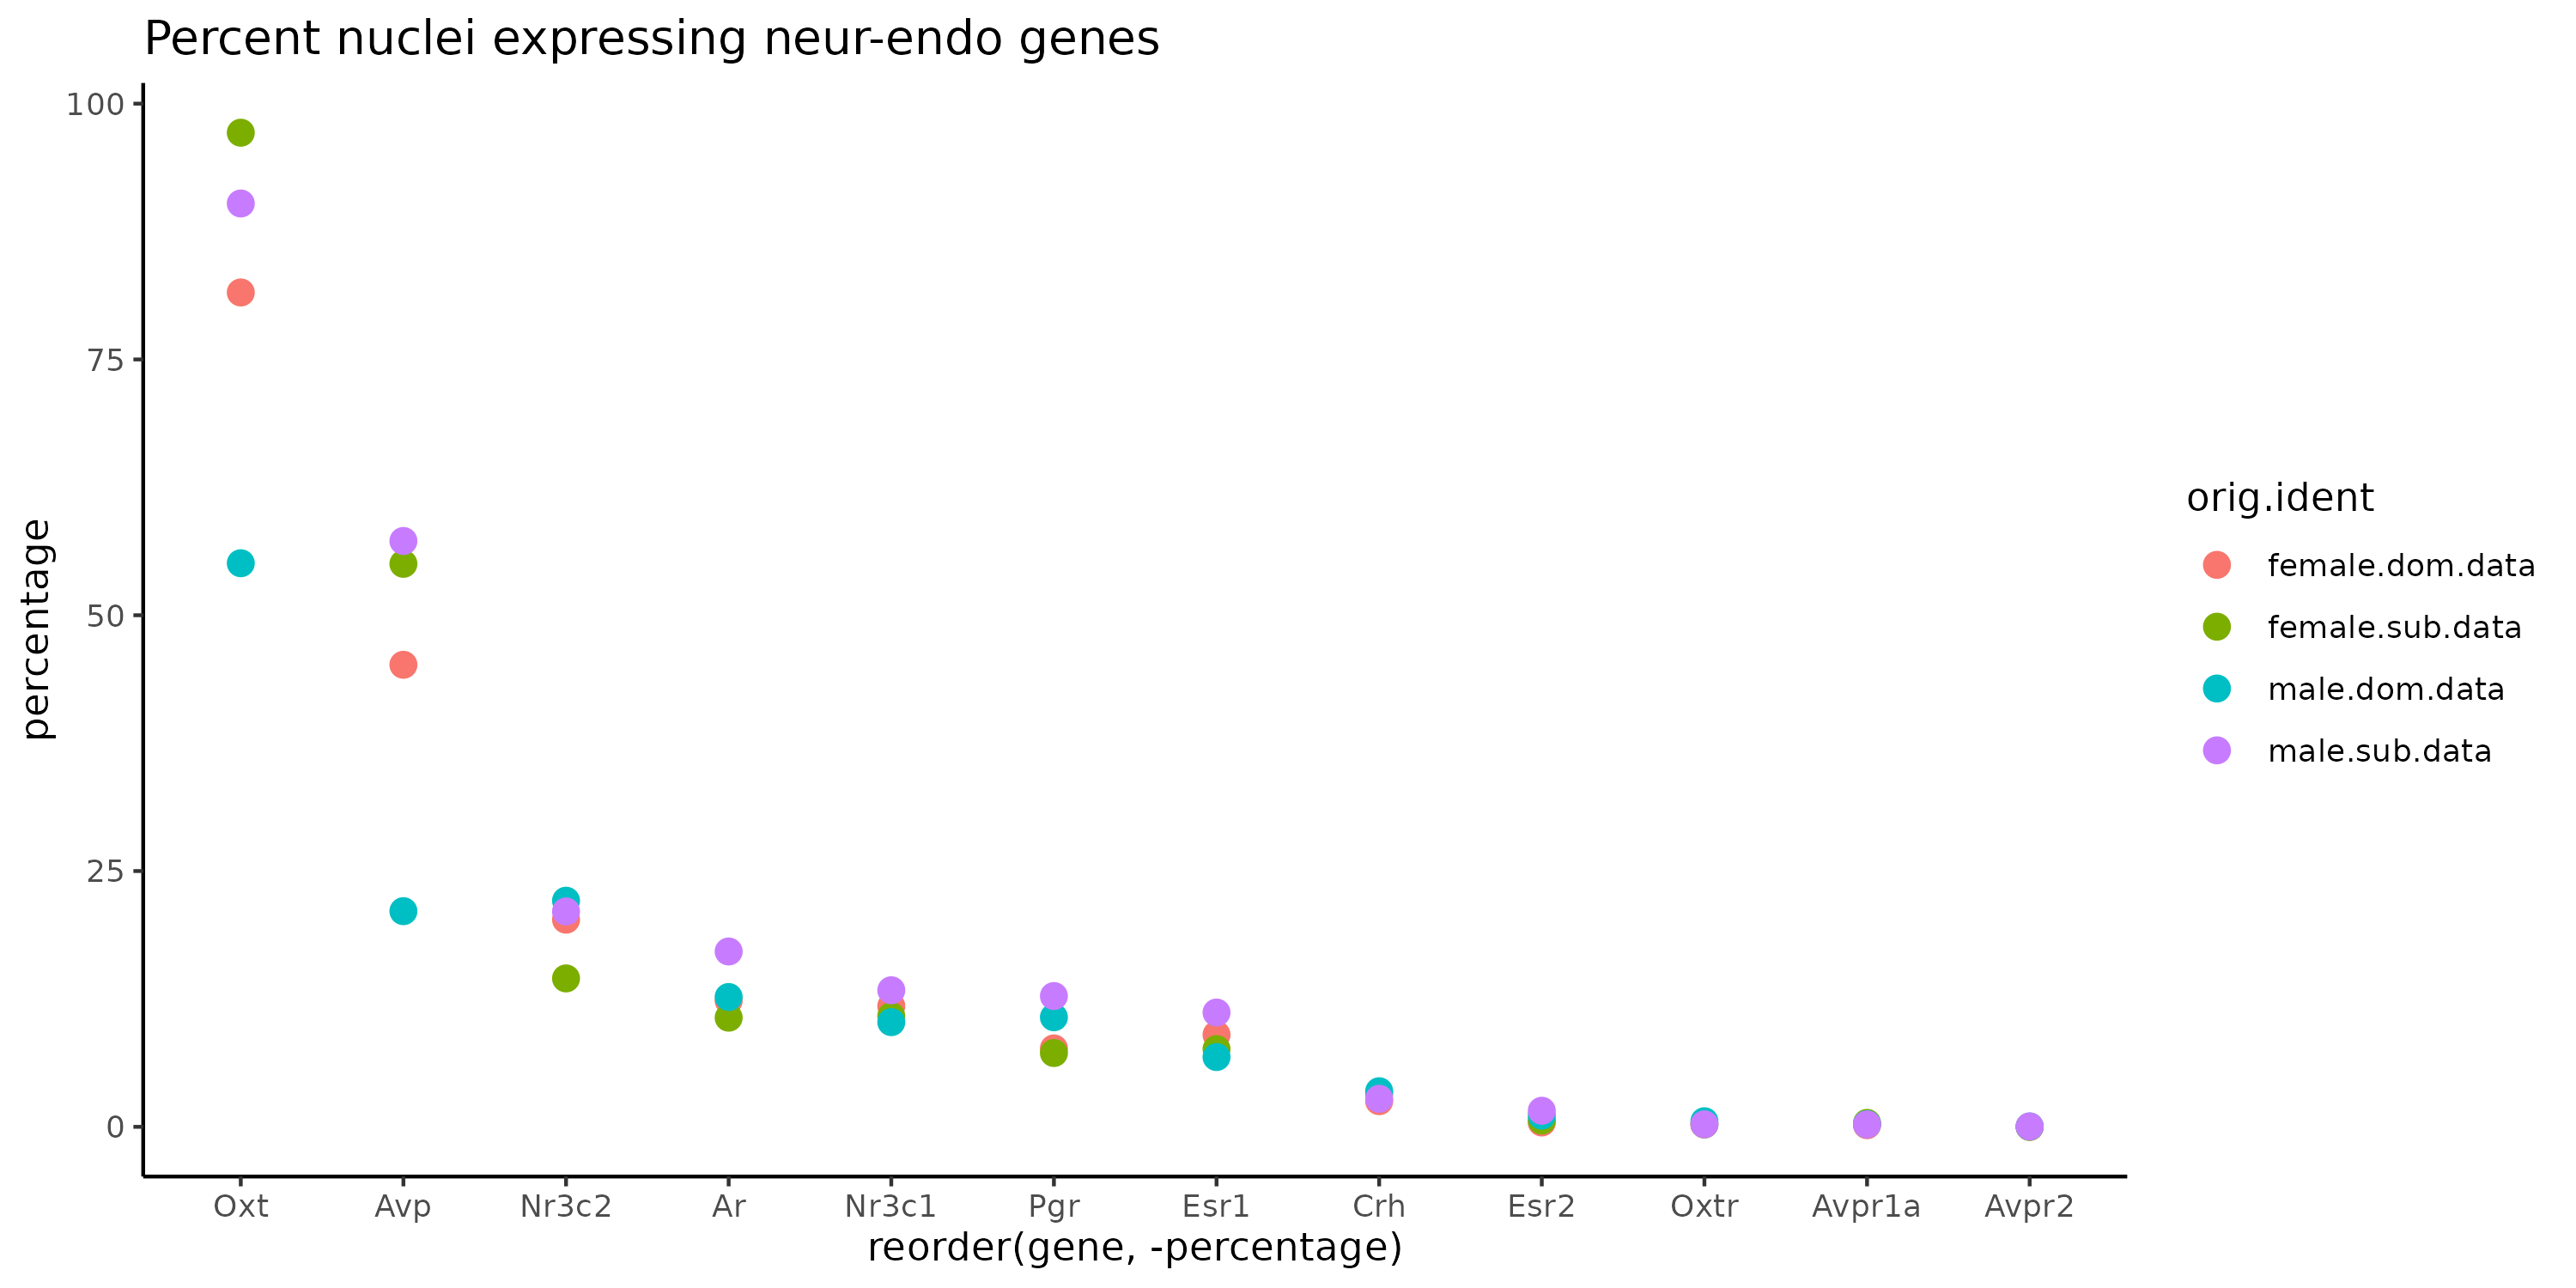 Percent nuclei expressing neur-endo genes
100
75
50
25
0
percentage
Oxt Avp Nr3c2 Ar Nr3c1 Pgr Esr1 Crh Esr2 Oxtr Avpr1a Avpr2
reorder(gene, -percentage)
orig.ident
female.dom.data
female.sub.data
male.dom.data
male.sub.data